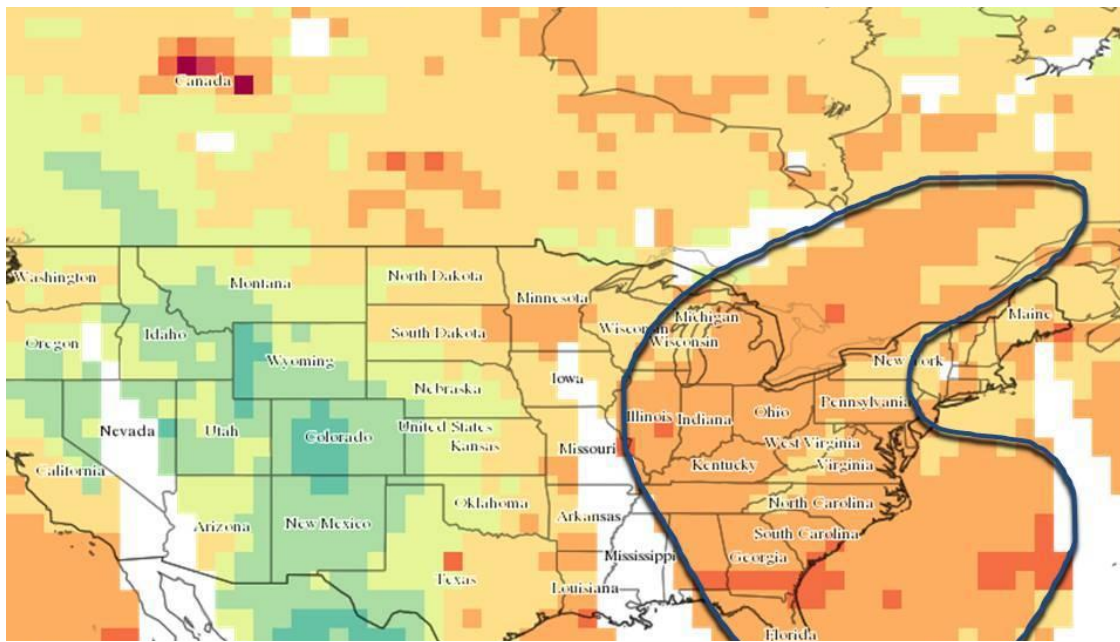 Canada
Washington
Montana
North Dakota
Minnesota
Michigan
Maine
Oregon
Idaho
South Dakota
Wisconsin
Wisconsin
New York
Wyoming
Iowa
Nebraska
Illinois
Indiana
Ohio
Pennsylvania
Nevada
Utah
Colorado
United States
Kansas
Missouri
West Virginia
Kentucky
Virginia
California
Oklahoma
North Carolina
Arizona
New Mexico
Arkansas
South Carolina
Mississippi
Georgia
Texas
Louisiana
Florida